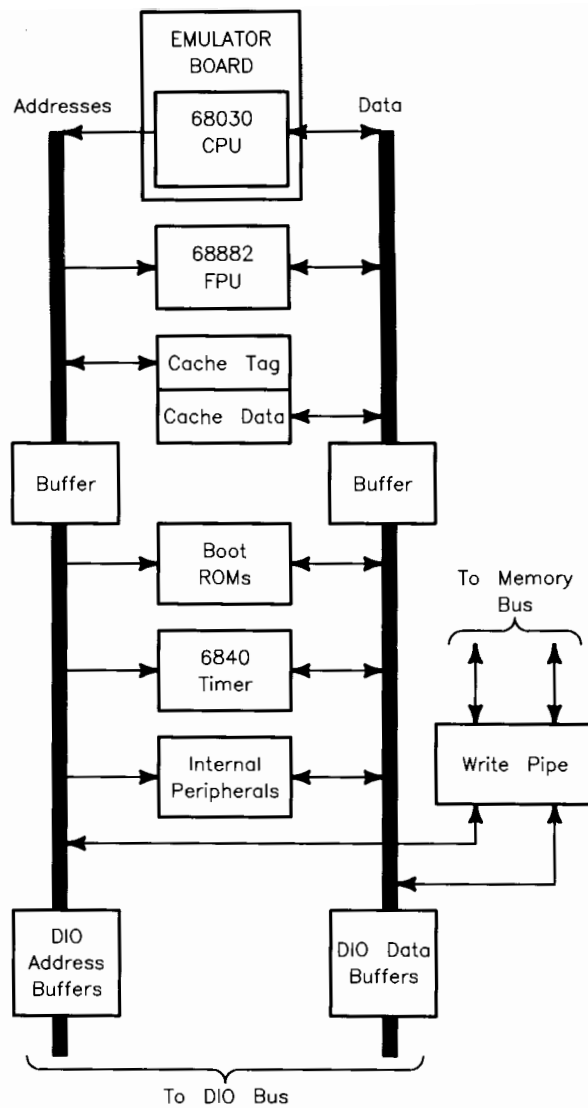 EMULATOR
BOARD
Addresses
Data
68030
CPU
68882
FPU
Cache Tag
Cache Data
Buffer
Buffer
Boot
ROMs
To Memory
Bus
6840
Timer
Internal
Peripherals
Write Pipe
DIO
Address
Buffers
DIO Data
Buffers
To DIO Bus